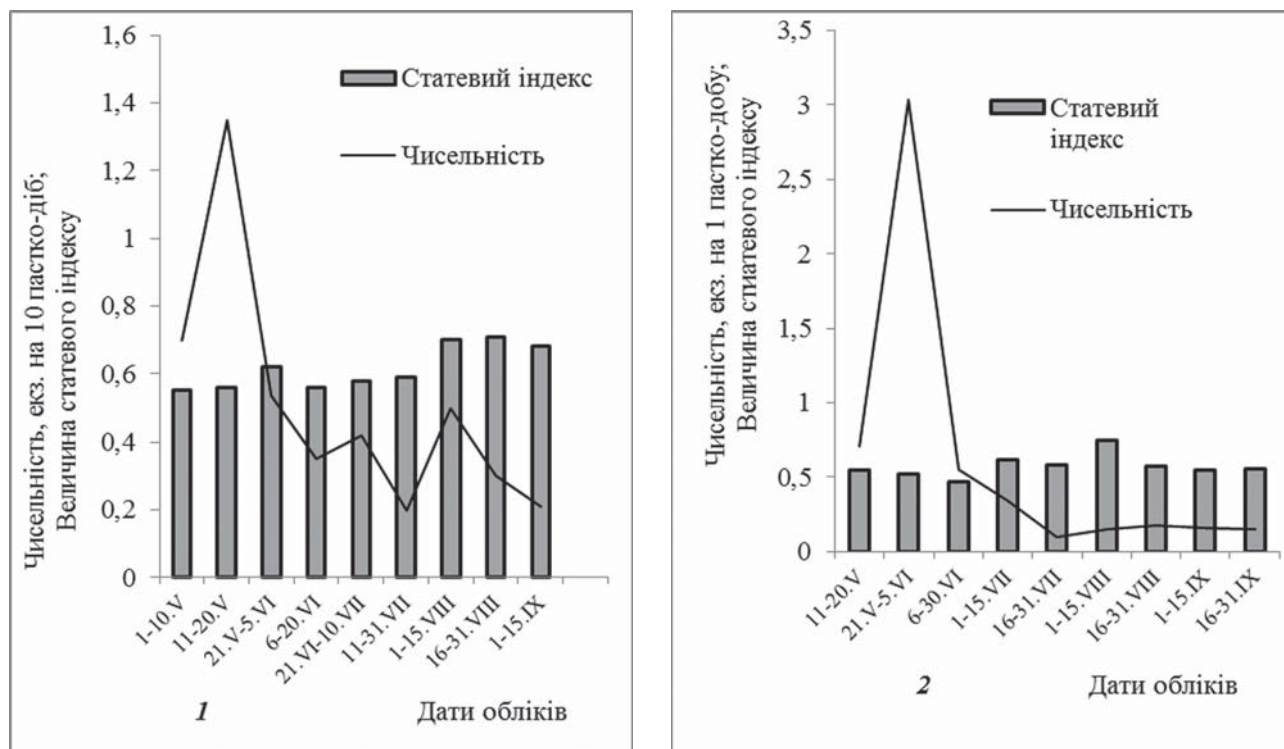 Чисельність, екз. на 10 пастко-діб;
Величина статевого індексу
1,6
1,4
1,2
1
0,8
0,6
0,4
0,2
0
Статевий індекс
Чисельність
1-10.V
11-20.V
21.V-5.VI
6-20.VI
21.VI-10.VII
11-31.VII
1-15.VIII
16-31.VIII
1-15.IX
1
Дати обліків
Чисельність, екз. на 1 пастко-добу;
Величина стиатевого індексу
3,5
3
2,5
2
1,5
1
0,5
0
Статевий
індекс
Чисельність
11-20.V
21.V-5.VI
6-30.VI
1-15.VII
16-31.VII
1-15.VIII
16-31.VIII
1-15.IX
16-31.IX
2
Дати обліків